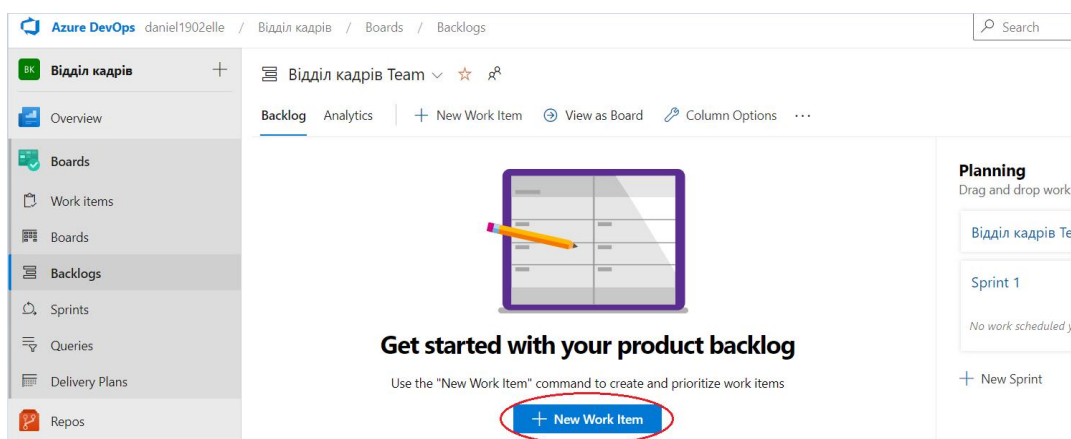 Azure DevOps daniel1902elle / Відділ кадрів / Boards / Backlogs
Search
ВК Відділ кадрів
Відділ кадрів Team
Overview
Backlog Analytics New Work Item View as Board Column Options ...
Boards
Planning
Drag and drop work
Work items
Boards
Відділ кадрів Te
Backlogs
Sprint 1
Sprints
No work scheduled y
Queries
Get started with your product backlog
Delivery Plans
Use the "New Work Item" command to create and prioritize work items
New Sprint
Repos
New Work Item